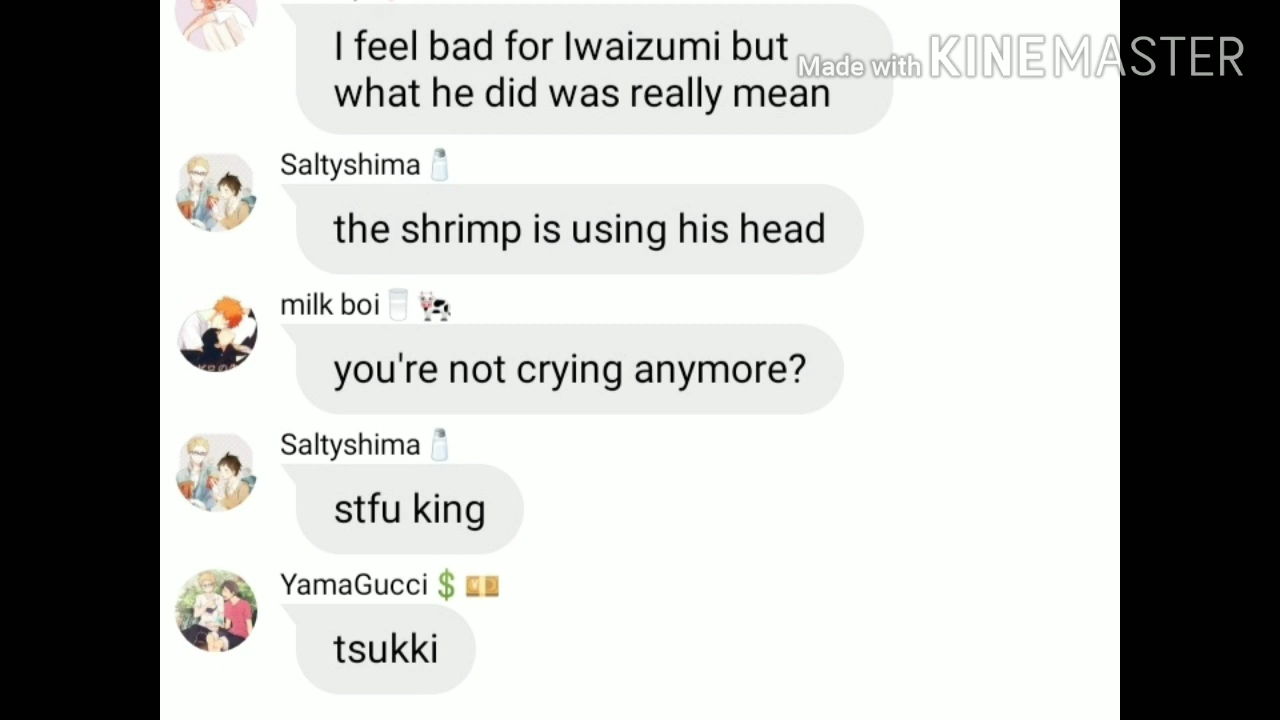 Made with KINEMASTER
I feel bad for Iwaizumi but
what he did was really mean
Saltyshima🧂
the shrimp is using his head
milk boi🥛🐄
you're not crying anymore?
Saltyshima🧂
stfu king
YamaGucci💲💴
tsukki